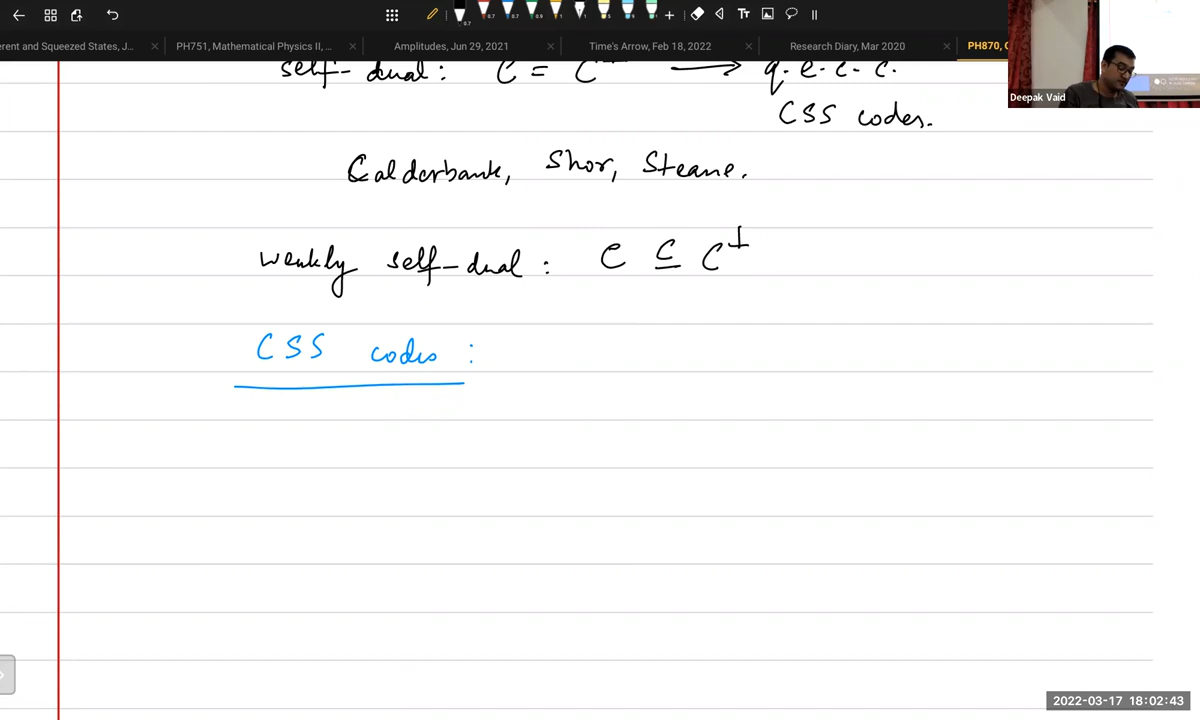 erent and Squeezed States, J... × PH751, Mathematical Physics II, ... × Amplitudes, Jun 29, 2021 × Time's Arrow, Feb 18, 2022 × Research Diary, Mar 2020 × PH870, 
self-dual : C = C⊥ → q.e.c.c.
CSS codes.
Calderbank, Shor, Steane.
weakly self-dual : C ⊆ C⊥
CSS codes :
Deepak Vaid
2022-03-17 18:02:43